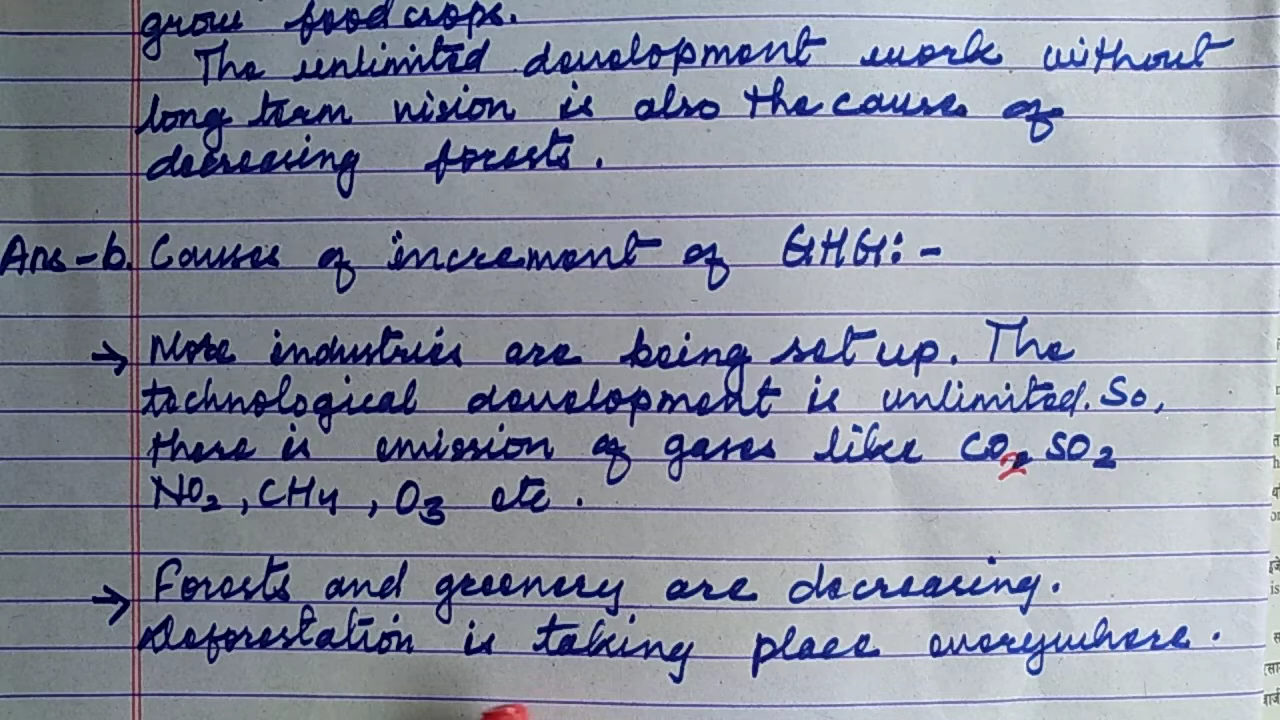 grow food crops.
The unlimited development work without
long term vision is also the cause of
decreasing forests.
Ans-b. Causes of increment of GHG:-
→ More industries are being set up. The
technological development is unlimited. So,
there is emission of gases like CO2 SO2
NO2, CH4, O3 etc.
→ Forests and greenery are decreasing.
Deforestation is taking place everywhere.